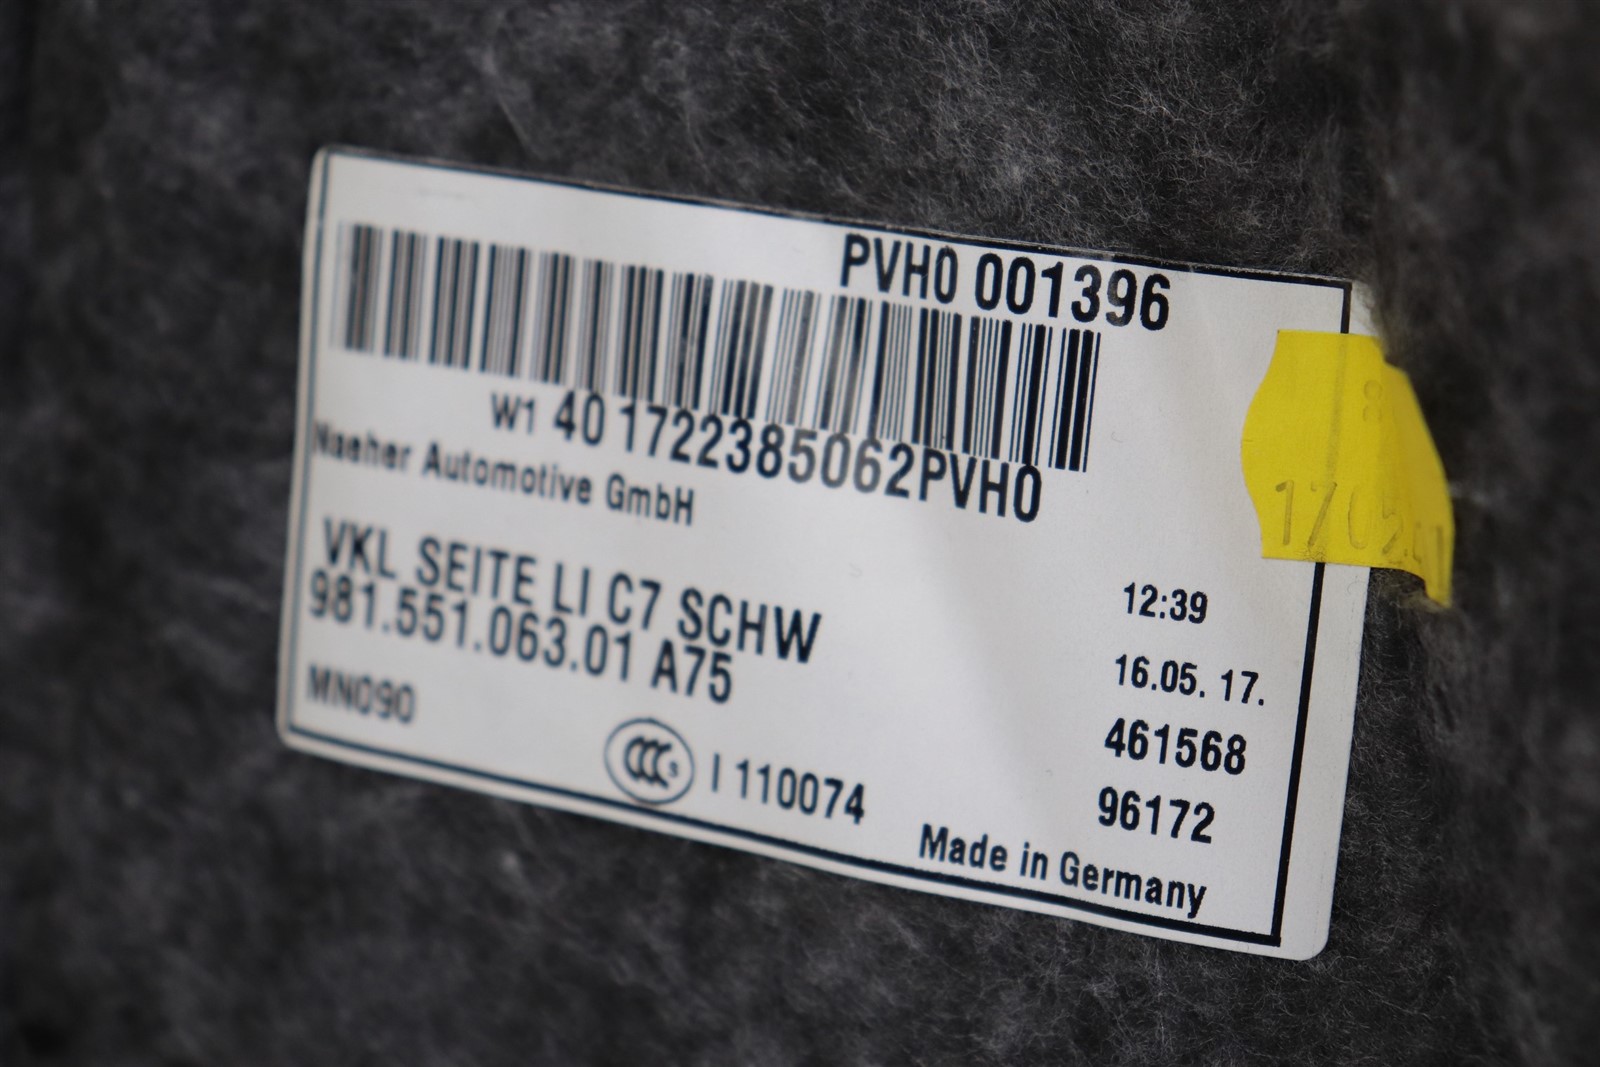 PVH0 001396
W1 40 1722385062PVH0
Naeher Automotive GmbH
VKL SEITE LI C7 SCHW
981.551.063.01 A75
12:39
16.05. 17.
MN090
461568
CCC S I 110074
96172
Made in Germany